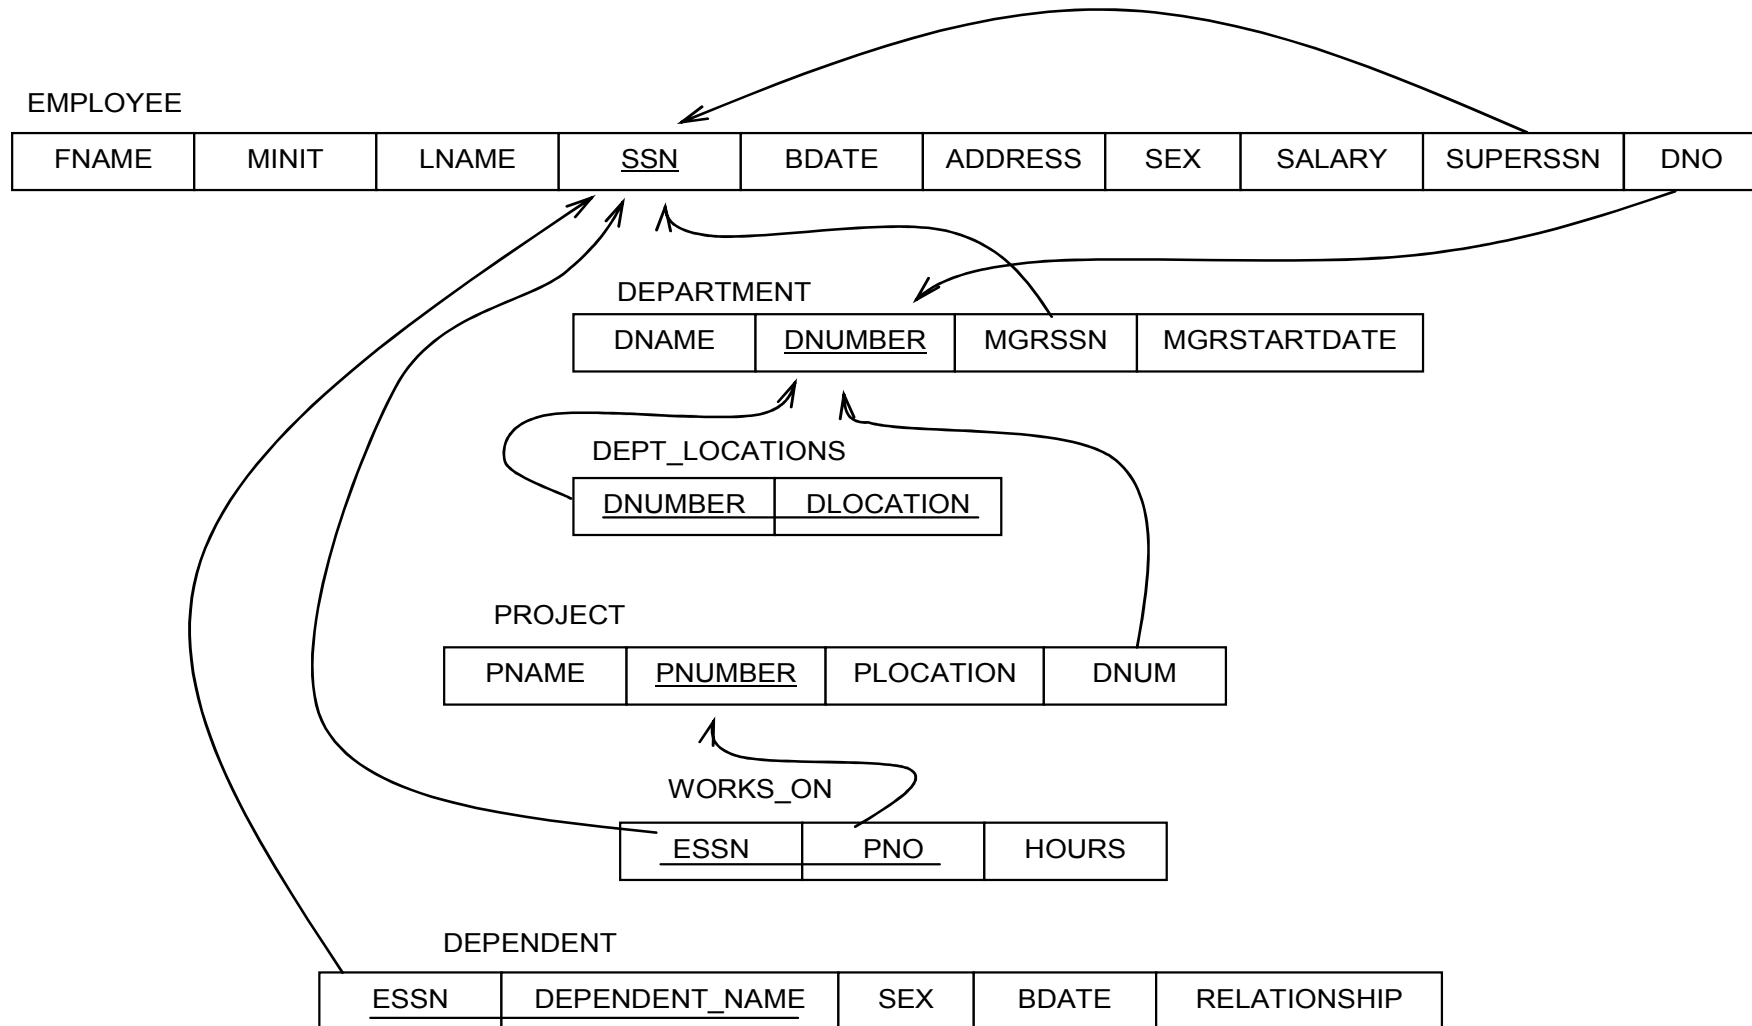 EMPLOYEE
FNAME MINIT LNAME SSN BDATE ADDRESS SEX SALARY SUPERSSN DNO
DEPARTMENT
DNAME DNUMBER MGRSSN MGRSTARTDATE
DEPT_LOCATIONS
DNUMBER DLOCATION
PROJECT
PNAME PNUMBER PLOCATION DNUM
WORKS_ON
ESSN PNO HOURS
DEPENDENT
ESSN DEPENDENT_NAME SEX BDATE RELATIONSHIP